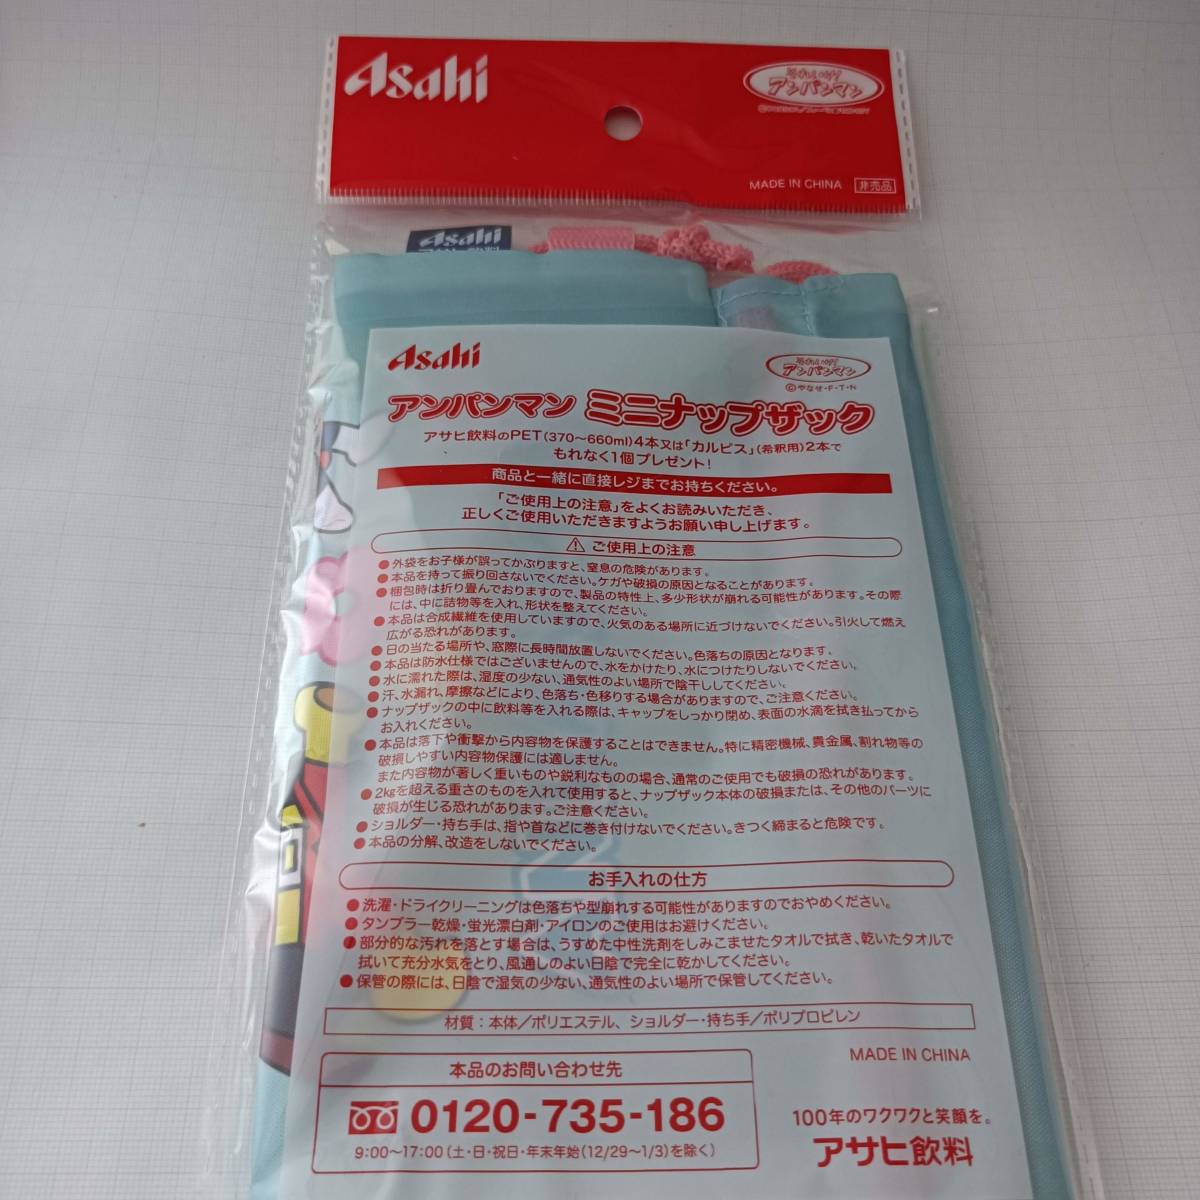 Asahi
それいけ!
アンパンマン
MADE IN CHINA 非売品
Asahi
Asahi
それいけ!
アンパンマン
©やなせ・F・T・N
アンパンマン ミニナップザック
アサヒ飲料のPET(370～660ml)4本又は「カルピス」(希釈用)2本で
もれなく1個プレゼント!
商品と一緒に直接レジまでお持ちください。
「ご使用上の注意」をよくお読みいただき、
正しくご使用いただきますようお願い申し上げます。
⚠ ご使用上の注意
●外袋をお子様が誤ってかぶりますと、窒息の危険があります。
●本品を持って振り回さないでください。ケガや破損の原因となることがあります。
●梱包時は折り畳んでおりますので、製品の特性上、多少形状が崩れる可能性があります。その際
には、中に詰物等を入れ、形状を整えてください。
●本品は合成繊維を使用していますので、火気のある場所に近づけないでください。引火して燃え
広がる恐れがあります。
●日の当たる場所や、窓際に長時間放置しないでください。色落ちの原因となります。
●本品は防水仕様ではございませんので、水をかけたり、水につけたりしないでください。
●水に濡れた際は、湿度の少ない、通気性のよい場所で陰干ししてください。
●汗、水漏れ、摩擦などにより、色落ち・色移りする場合がありますので、ご注意ください。
●ナップザックの中に飲料等を入れる際は、キャップをしっかり閉め、表面の水滴を拭き払ってから
お入れください。
●本品は落下や衝撃から内容物を保護することはできません。特に精密機械、貴金属、割れ物等の
破損しやすい内容物保護には適しません。
また内容物が著しく重いものや鋭利なものの場合、通常のご使用でも破損の恐れがあります。
●2kgを超える重さのものを入れて使用すると、ナップザック本体の破損または、その他のパーツに
破損が生じる恐れがあります。ご注意ください。
●ショルダー・持ち手は、指や首などに巻き付けないでください。きつく締まると危険です。
●本品の分解、改造をしないでください。
お手入れの仕方
●洗濯・ドライクリーニングは色落ちや型崩れする可能性がありますのでおやめください。
●タンブラー乾燥・蛍光漂白剤・アイロンのご使用はお避けください。
●部分的な汚れを落とす場合は、うすめた中性洗剤をしみこませたタオルで拭き、乾いたタオルで
拭いて充分水気をとり、風通しのよい日陰で完全に乾かしてください。
●保管の際には、日陰で湿気の少ない、通気性のよい場所で保管してください。
材質:本体/ポリエステル、ショルダー・持ち手/ポリプロピレン
MADE IN CHINA
本品のお問い合わせ先
0120-735-186
9:00～17:00(土・日・祝日・年末年始(12/29～1/3)を除く)
100年のワクワクと笑顔を。
アサヒ飲料